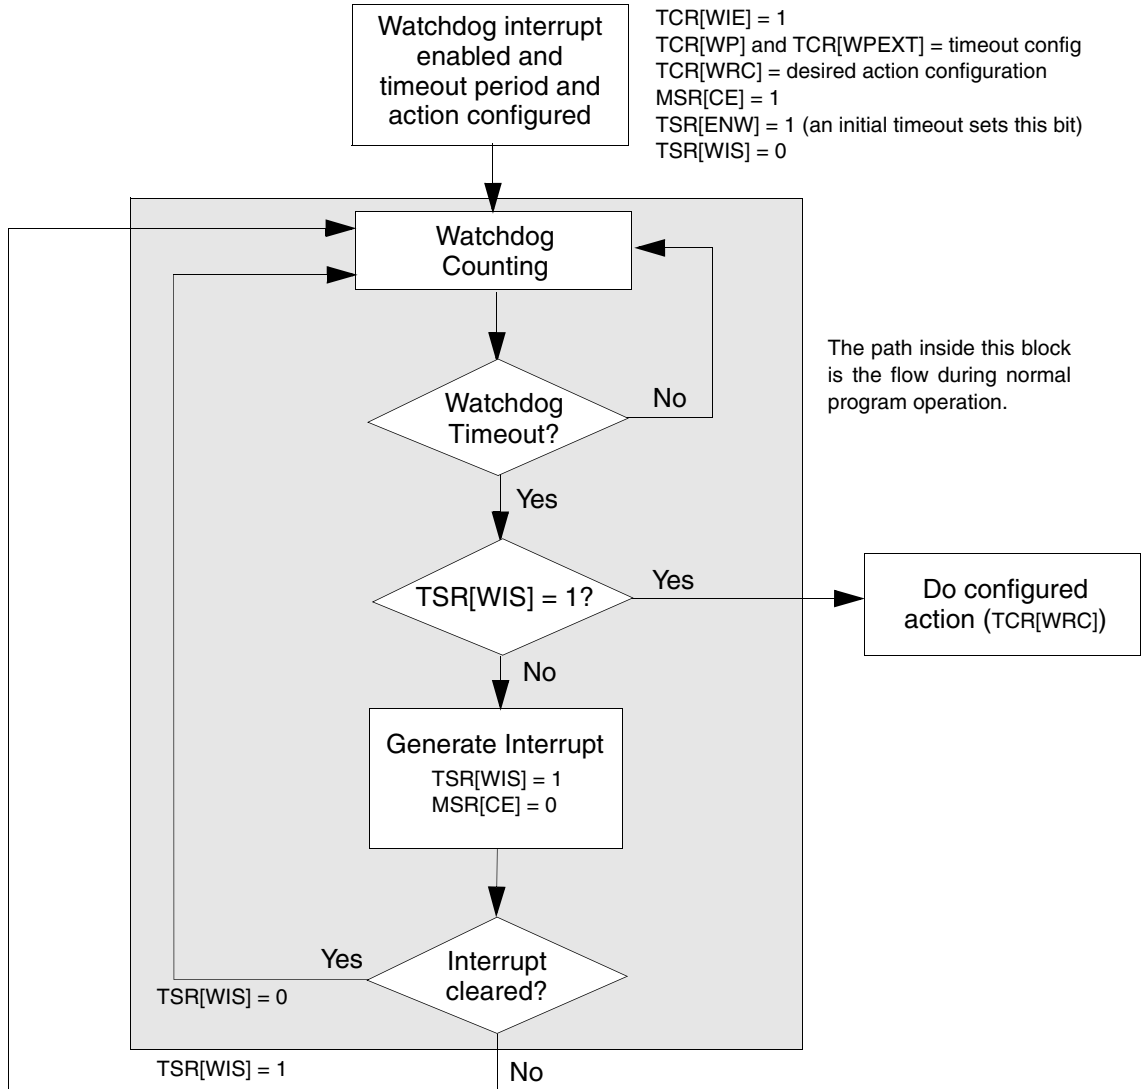 Watchdog interrupt
enabled and
timeout period and
action configured
TCR[WIE] = 1
TCR[WP] and TCR[WPEXT] = timeout config
TCR[WRC] = desired action configuration
MSR[CE] = 1
TSR[ENW] = 1 (an initial timeout sets this bit)
TSR[WIS] = 0
Watchdog
Counting
The path inside this block
is the flow during normal
program operation.
Watchdog
Timeout?
No
Yes
TSR[WIS] = 1?
Yes
Do configured
action (TCR[WRC])
No
Generate Interrupt
TSR[WIS] = 1
MSR[CE] = 0
Interrupt
cleared?
Yes
TSR[WIS] = 0
TSR[WIS] = 1
No